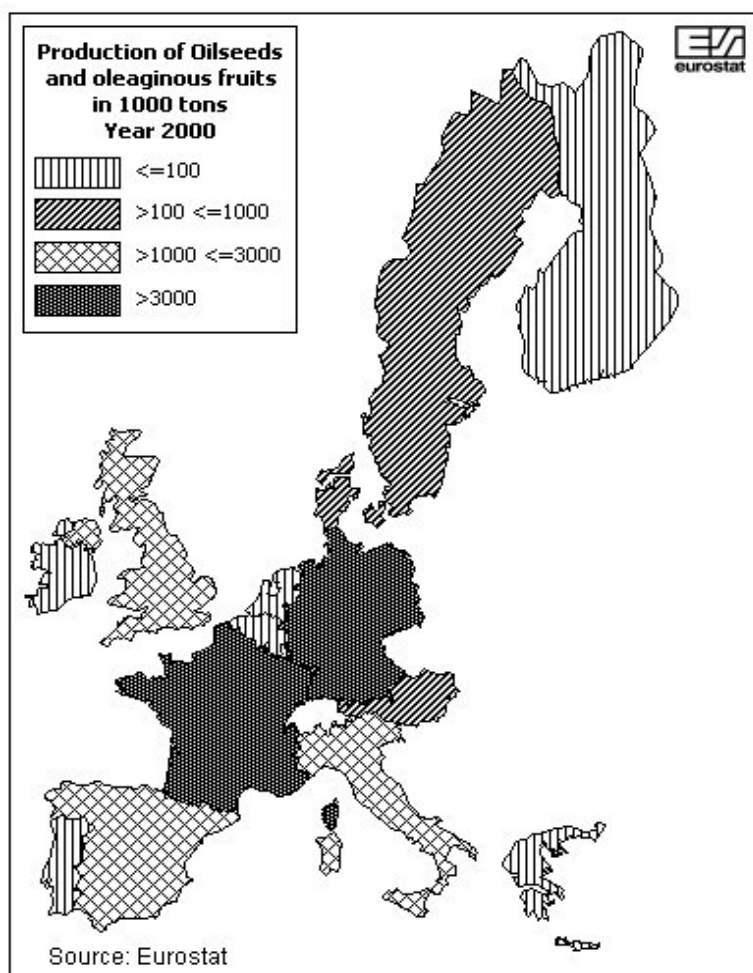 Production of Oilseeds
and oleaginous fruits
in 1000 tons
Year 2000
<=100
>100 <=1000
>1000 <=3000
>3000
eurostat
Source: Eurostat